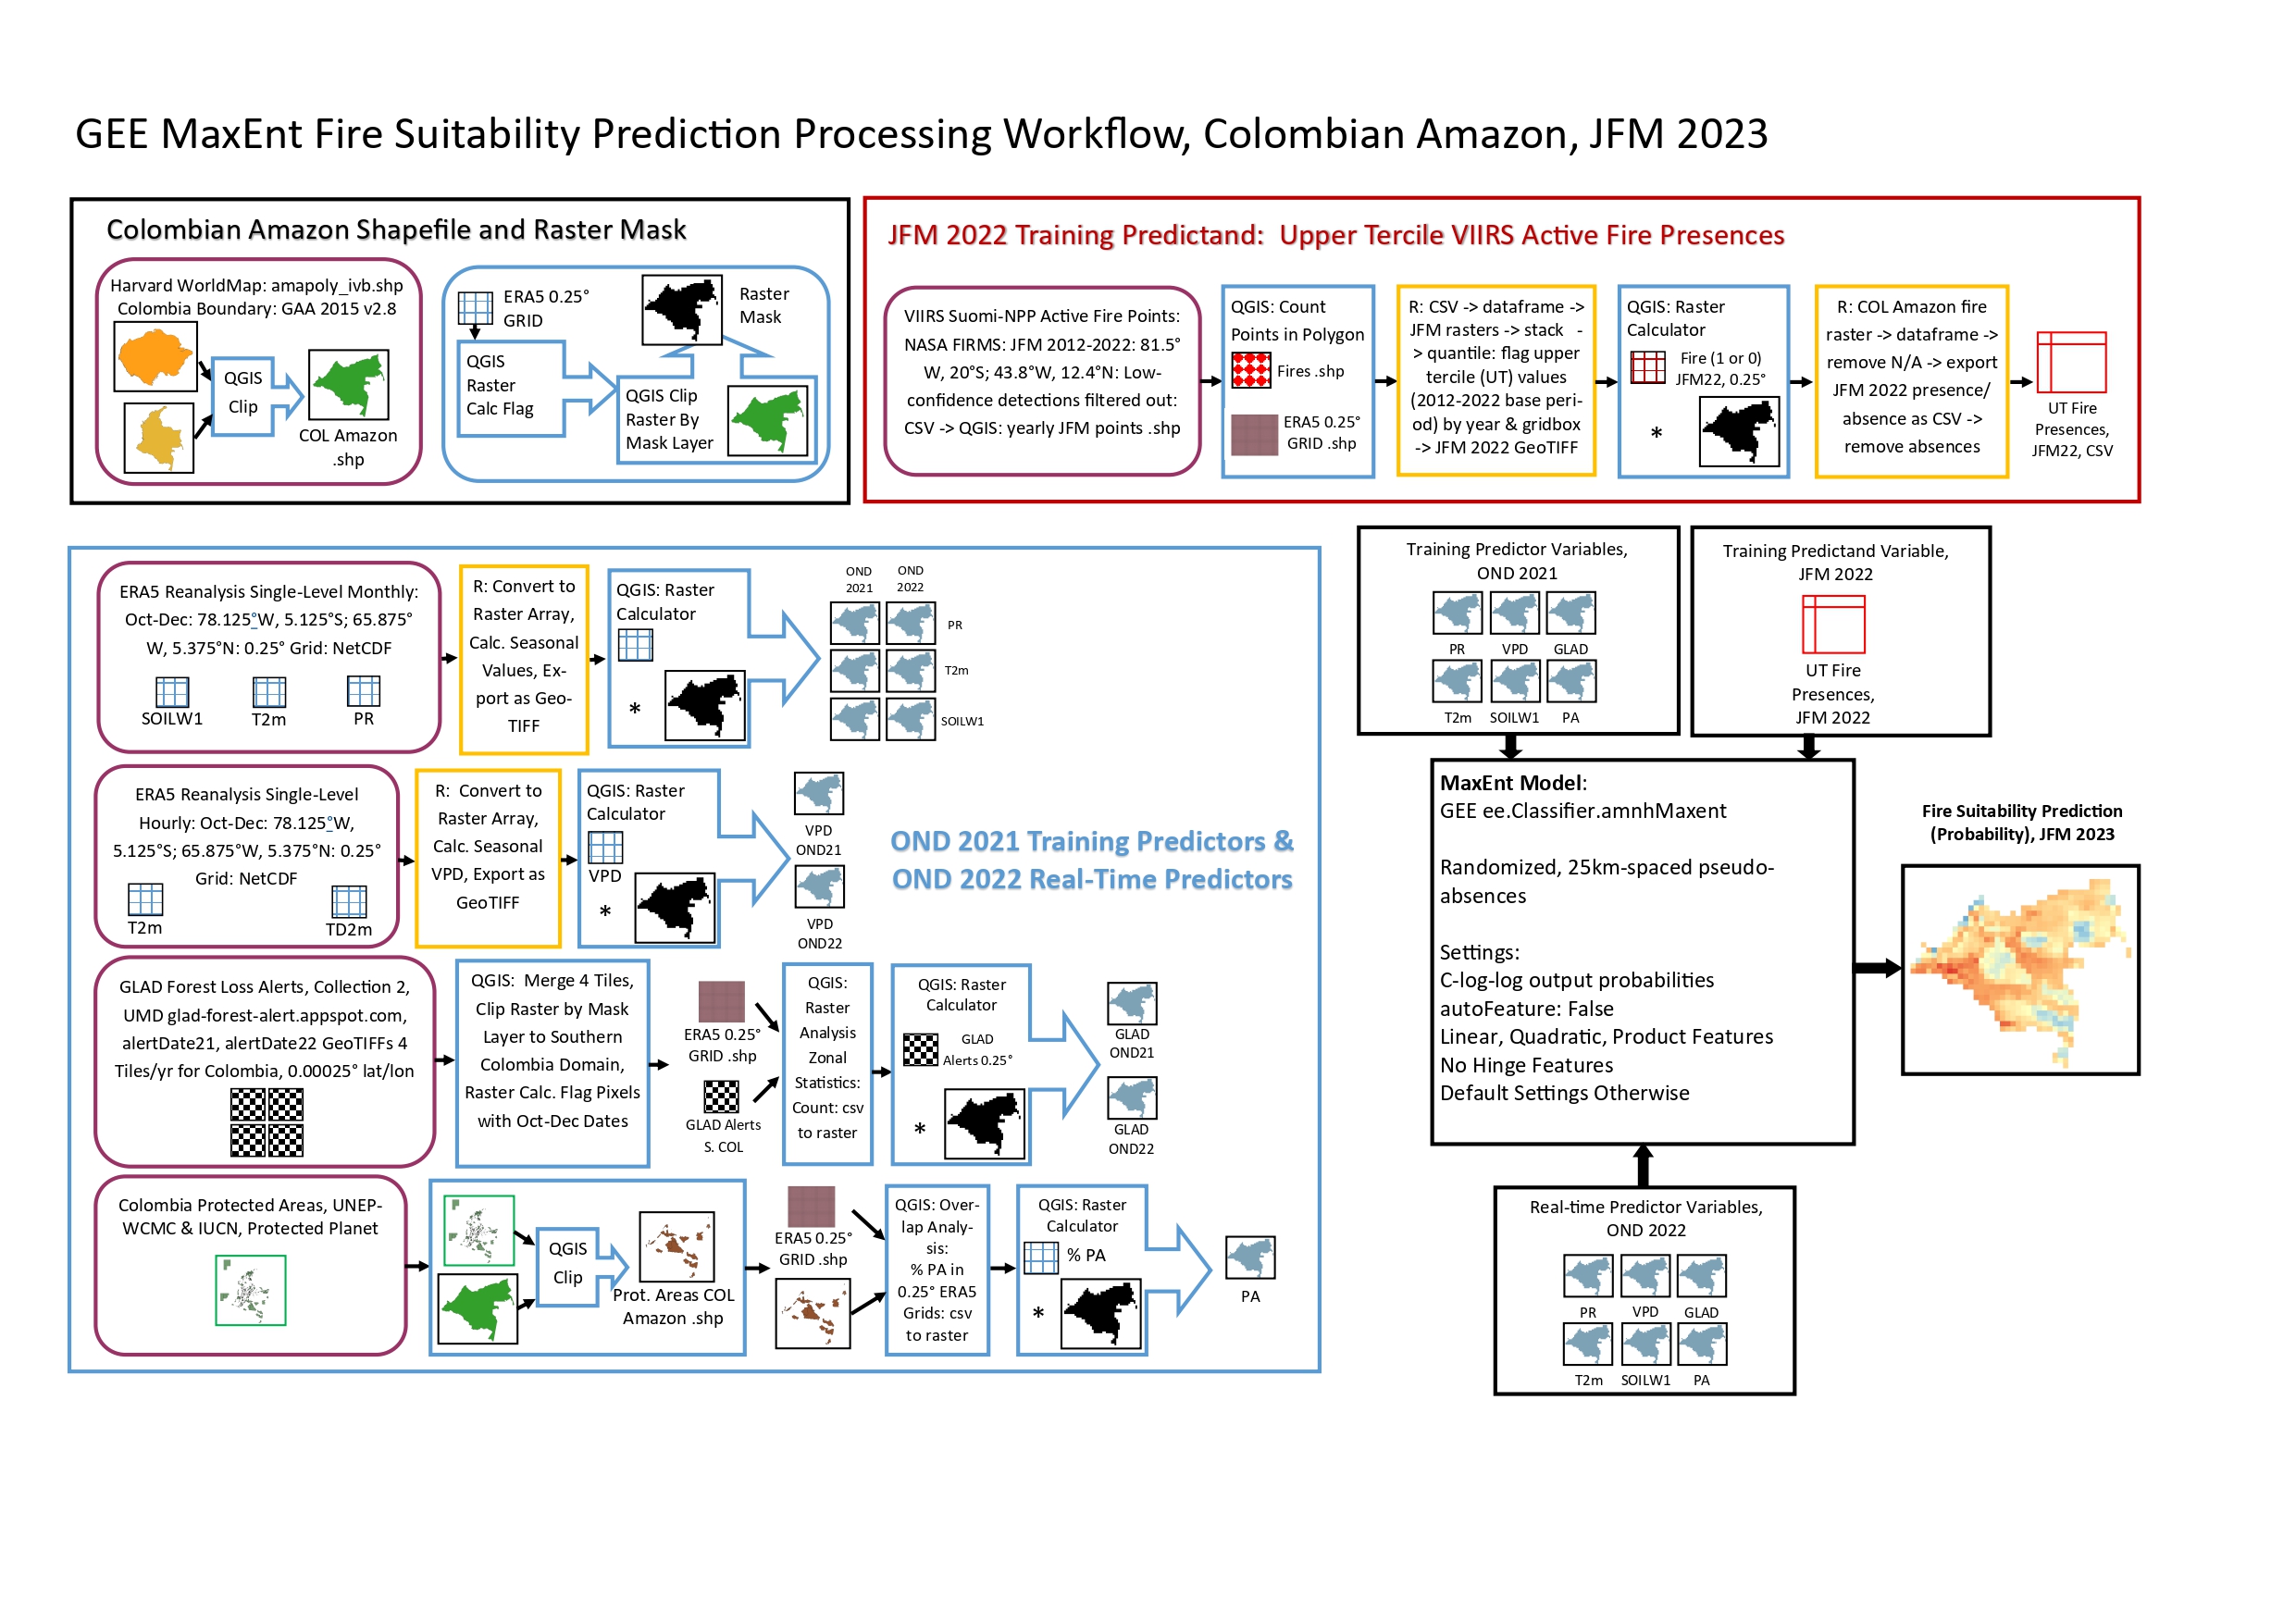 GEE MaxEnt Fire Suitability Prediction Processing Workflow, Colombian Amazon, JFM 2023
Colombian Amazon Shapefile and Raster Mask
Harvard WorldMap: amapoly_ivb.shp
Colombia Boundary: GAA 2015 v2.8
QGIS
Clip
COL Amazon
.shp
ERA5 0.25°
GRID
QGIS
Raster
Calc Flag
Raster
Mask
QGIS Clip
Raster By
Mask Layer
JFM 2022 Training Predictand:  Upper Tercile VIIRS Active Fire Presences
VIIRS Suomi-NPP Active Fire Points:
NASA FIRMS: JFM 2012-2022: 81.5°
W, 20°S; 43.8°W, 12.4°N: Low-
confidence detections filtered out:
CSV -> QGIS: yearly JFM points .shp
QGIS: Count
Points in Polygon
Fires .shp
ERA5 0.25°
GRID .shp
R: CSV -> dataframe ->
JFM rasters -> stack  -
> quantile: flag upper
tercile (UT) values
(2012-2022 base peri-
od) by year & gridbox
-> JFM 2022 GeoTIFF
QGIS: Raster
Calculator
Fire (1 or 0)
JFM22, 0.25°
*
R: COL Amazon fire
raster -> dataframe ->
remove N/A -> export
JFM 2022 presence/
absence as CSV ->
remove absences
UT Fire
Presences,
JFM22, CSV
ERA5 Reanalysis Single-Level Monthly:
Oct-Dec: 78.125°W, 5.125°S; 65.875°
W, 5.375°N: 0.25° Grid: NetCDF
SOILW1
T2m
PR
R: Convert to
Raster Array,
Calc. Seasonal
Values, Ex-
port as Geo-
TIFF
QGIS: Raster
Calculator
*
OND
2021
OND
2022
PR
T2m
SOILW1
ERA5 Reanalysis Single-Level
Hourly: Oct-Dec: 78.125°W,
5.125°S; 65.875°W, 5.375°N: 0.25°
Grid: NetCDF
T2m
TD2m
R:  Convert to
Raster Array,
Calc. Seasonal
VPD, Export as
GeoTIFF
QGIS: Raster
Calculator
VPD
*
VPD
OND21
VPD
OND22
OND 2021 Training Predictors &
OND 2022 Real-Time Predictors
GLAD Forest Loss Alerts, Collection 2,
UMD glad-forest-alert.appspot.com,
alertDate21, alertDate22 GeoTIFFs 4
Tiles/yr for Colombia, 0.00025° lat/lon
QGIS:  Merge 4 Tiles,
Clip Raster by Mask
Layer to Southern
Colombia Domain,
Raster Calc. Flag Pixels
with Oct-Dec Dates
ERA5 0.25°
GRID .shp
GLAD Alerts
S. COL
QGIS:
Raster
Analysis
Zonal
Statistics:
Count: csv
to raster
QGIS: Raster
Calculator
GLAD
Alerts 0.25°
*
GLAD
OND21
GLAD
OND22
Colombia Protected Areas, UNEP-
WCMC & IUCN, Protected Planet
QGIS
Clip
Prot. Areas COL
Amazon .shp
ERA5 0.25°
GRID .shp
QGIS: Over-
lap Analy-
sis:
% PA in
0.25° ERA5
Grids: csv
to raster
QGIS: Raster
Calculator
% PA
*
PA
Training Predictor Variables,
OND 2021
PR VPD GLAD
T2m SOILW1 PA
Training Predictand Variable,
JFM 2022
UT Fire
Presences,
JFM 2022
MaxEnt Model:
GEE ee.Classifier.amnhMaxent
Randomized, 25km-spaced pseudo-
absences
Settings:
C-log-log output probabilities
autoFeature: False
Linear, Quadratic, Product Features
No Hinge Features
Default Settings Otherwise
Fire Suitability Prediction
(Probability), JFM 2023
Real-time Predictor Variables,
OND 2022
PR VPD GLAD
T2m SOILW1 PA